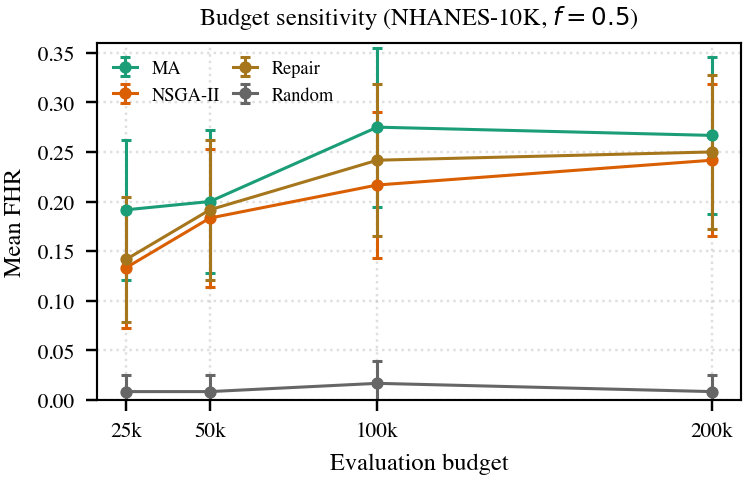 Budget sensitivity (NHANES-10K, f = 0.5)
MA
NSGA-II
Repair
Random
Mean FHR
0.35
0.30
0.25
0.20
0.15
0.10
0.05
0.00
25k 50k 100k 200k
Evaluation budget